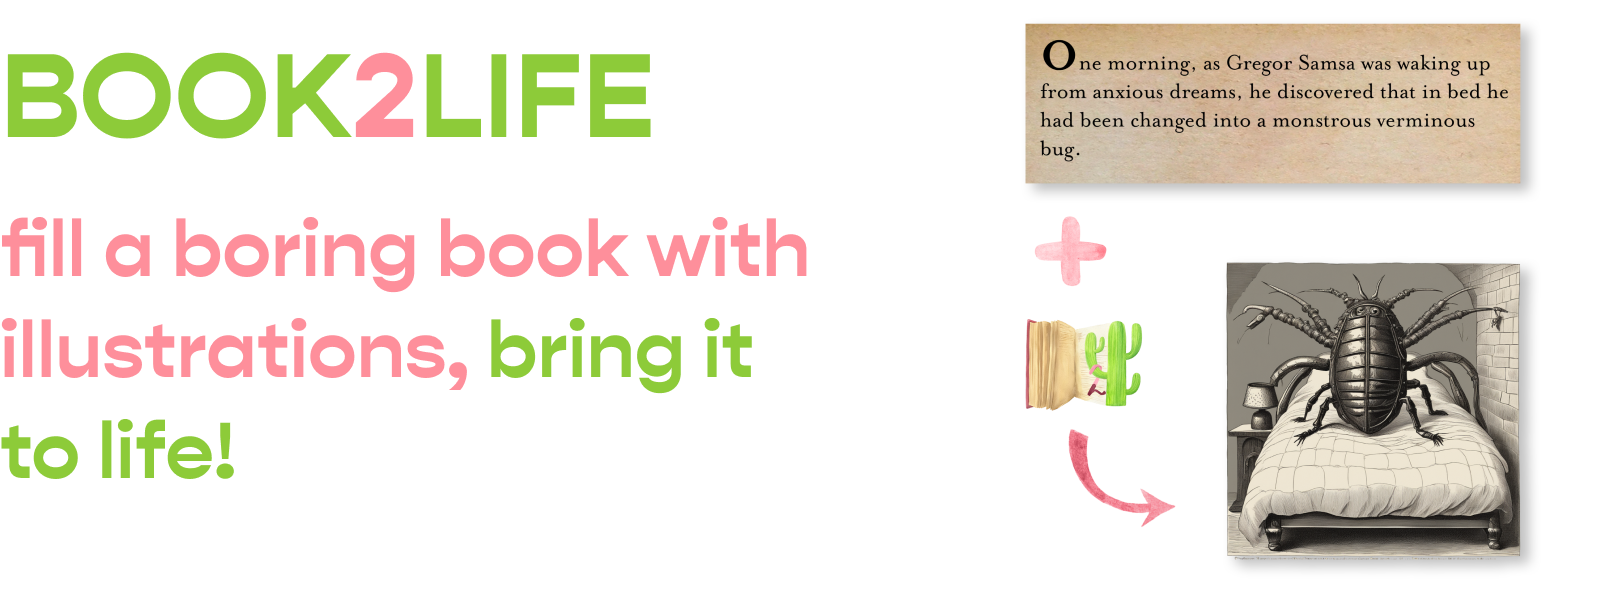 BOOK2LIFE
fill a boring book with
illustrations, bring it
to life!
One morning, as Gregor Samsa was waking up
from anxious dreams, he discovered that in bed he
had been changed into a monstrous verminous
bug.